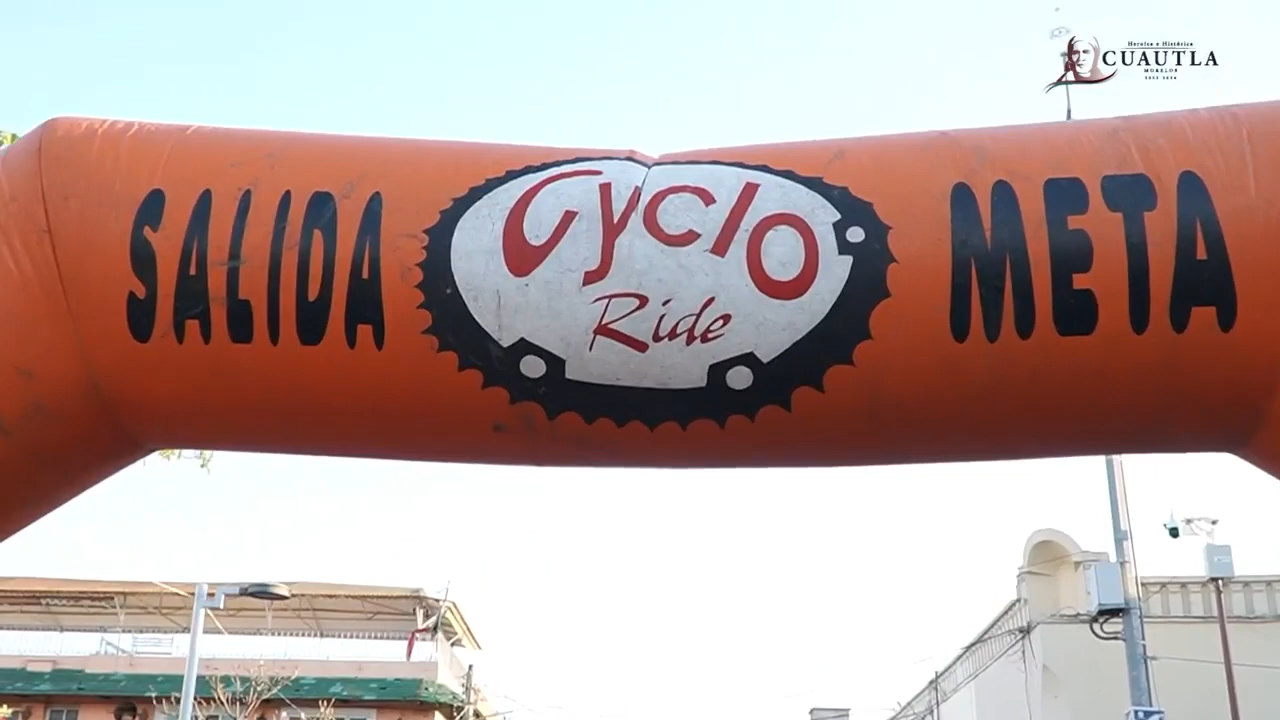 Heroica e Histórica
CUAUTLA
MORELOS
SALIDA
Cyclo
Ride
META